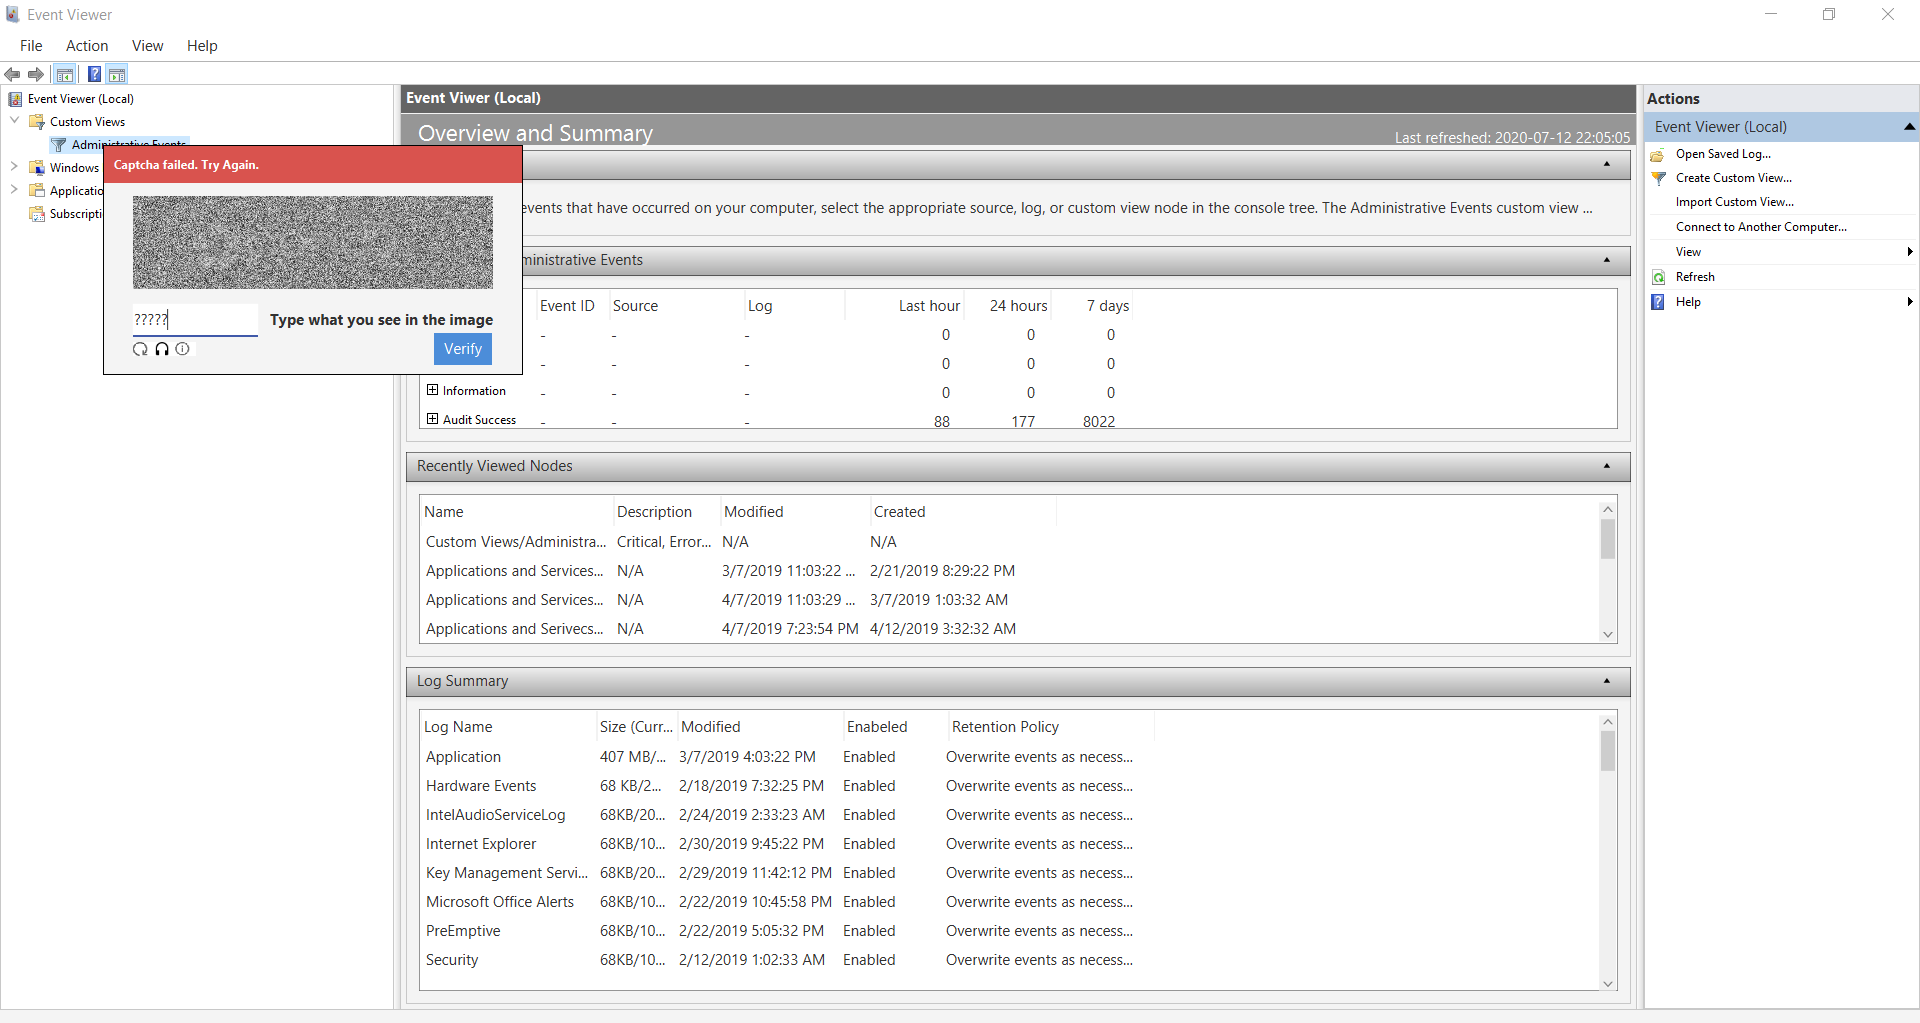 Event Viewer
File Action View Help
Event Viewer (Local)
Custom Views
Administrative Events
Windows
Applicatio
Subscripti
Captcha failed. Try Again.
?????
Type what you see in the image
Verify
Event Viwer (Local)
Overview and Summary
Last refreshed: 2020-07-12 22:05:05
events that have occurred on your computer, select the appropriate source, log, or custom view node in the console tree. The Administrative Events custom view ...
ministrative Events
Event ID Source Log Last hour 24 hours 7 days
- - - 0 0 0
- - - 0 0 0
Information - - - 0 0 0
Audit Success - - - 88 177 8022
Recently Viewed Nodes
Name Description Modified Created
Custom Views/Administra... Critical, Error... N/A N/A
Applications and Services... N/A 3/7/2019 11:03:22 ... 2/21/2019 8:29:22 PM
Applications and Services... N/A 4/7/2019 11:03:29 ... 3/7/2019 1:03:32 AM
Applications and Serivecs... N/A 4/7/2019 7:23:54 PM 4/12/2019 3:32:32 AM
Log Summary
Log Name Size (Curr... Modified Enabeled Retention Policy
Application 407 MB/... 3/7/2019 4:03:22 PM Enabled Overwrite events as necess...
Hardware Events 68 KB/2... 2/18/2019 7:32:25 PM Enabled Overwrite events as necess...
IntelAudioServiceLog 68KB/20... 2/24/2019 2:33:23 AM Enabled Overwrite events as necess...
Internet Explorer 68KB/10... 2/30/2019 9:45:22 PM Enabled Overwrite events as necess...
Key Management Servi... 68KB/20... 2/29/2019 11:42:12 PM Enabled Overwrite events as necess...
Microsoft Office Alerts 68KB/10... 2/22/2019 10:45:58 PM Enabled Overwrite events as necess...
PreEmptive 68KB/10... 2/22/2019 5:05:32 PM Enabled Overwrite events as necess...
Security 68KB/10... 2/12/2019 1:02:33 AM Enabled Overwrite events as necess...
Actions
Event Viewer (Local)
Open Saved Log...
Create Custom View...
Import Custom View...
Connect to Another Computer...
View
Refresh
Help